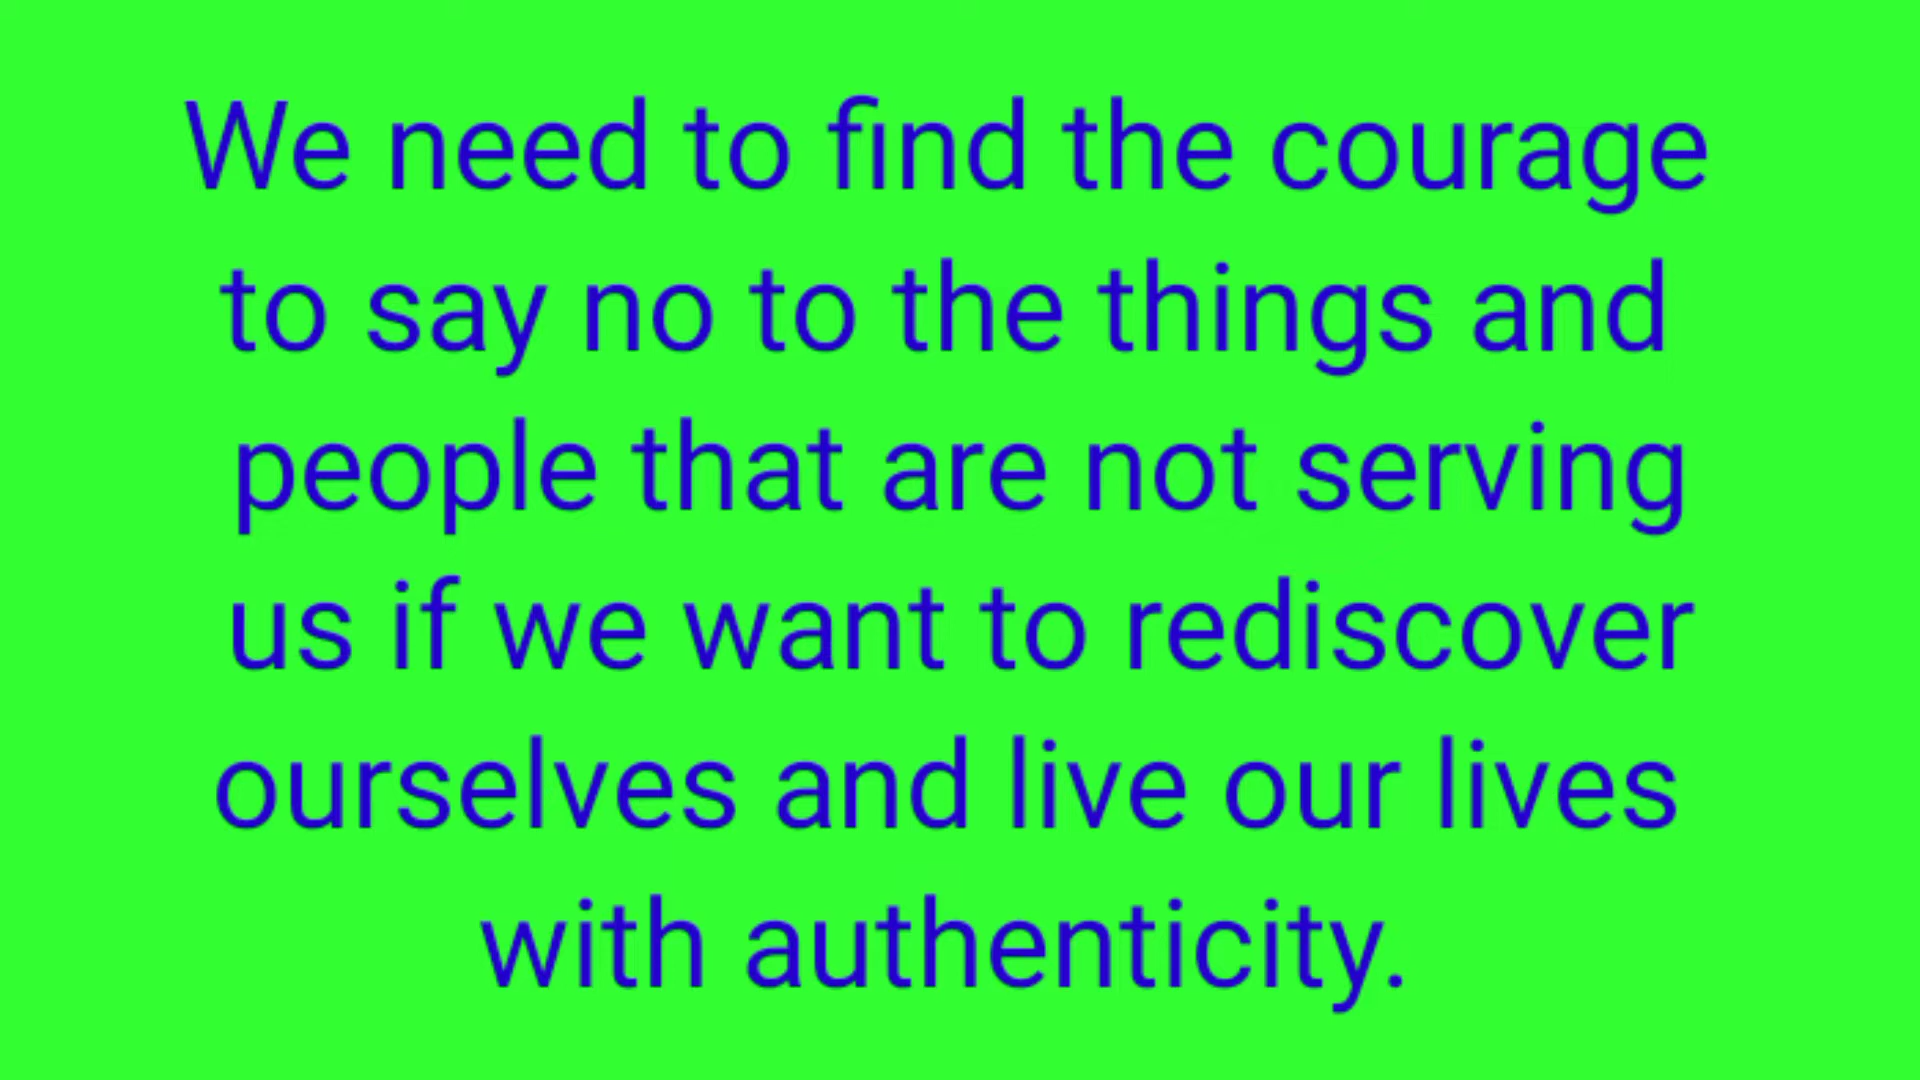 We need to find the courage
to say no to the things and
people that are not serving
us if we want to rediscover
ourselves and live our lives
with authenticity.